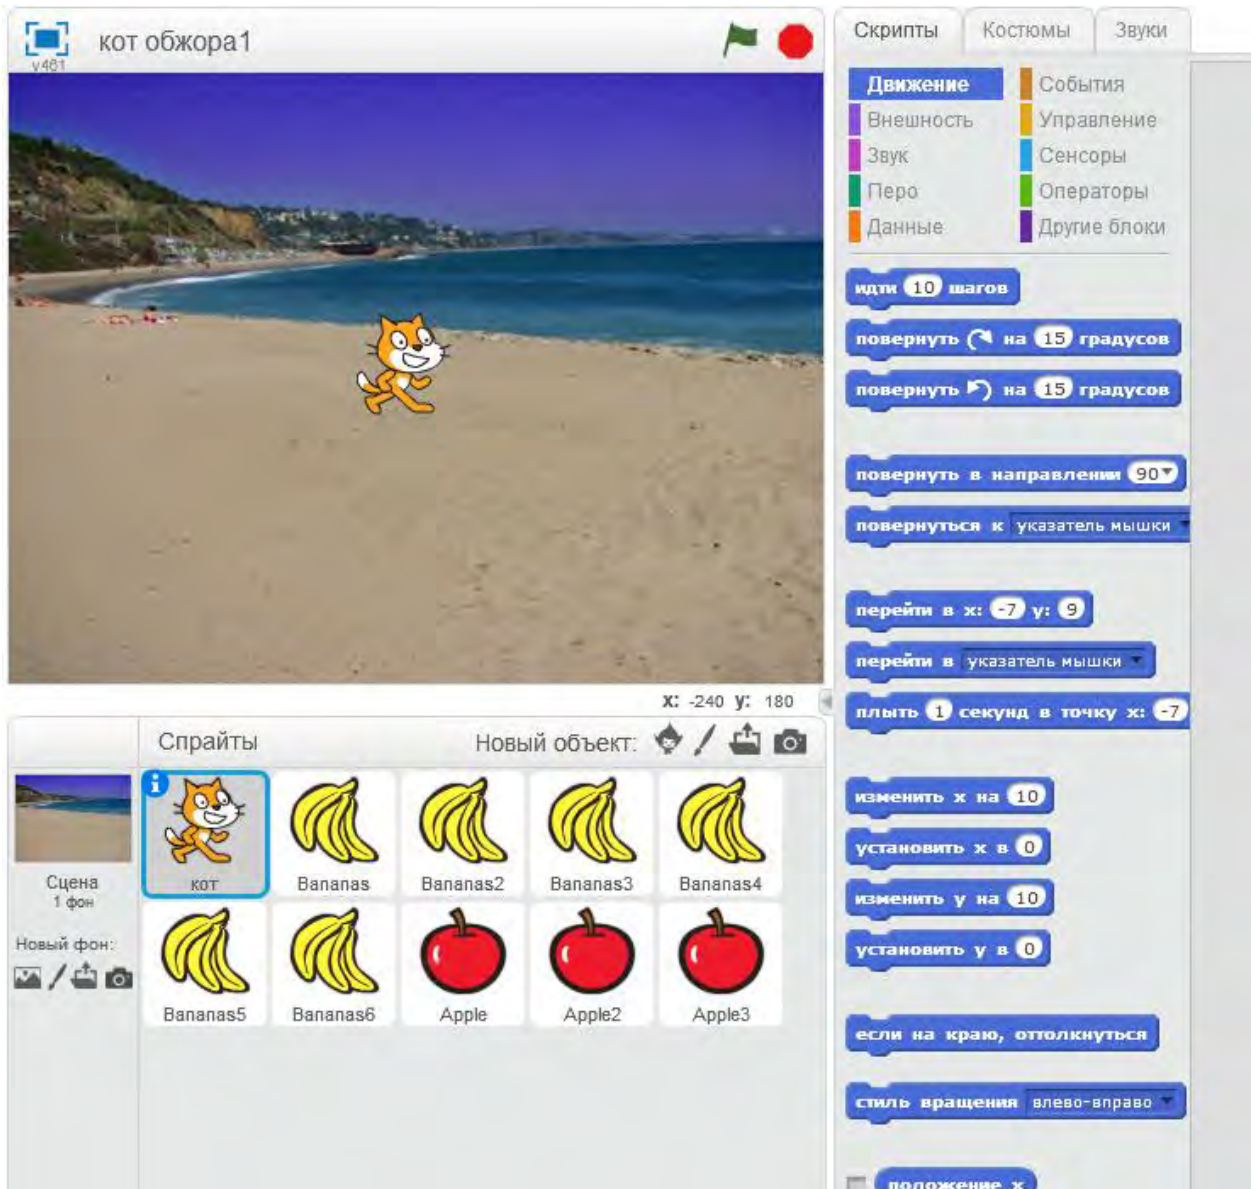 кот обжора1
v461
x: -240 y: 180
Спрайты
Новый объект:
Сцена
1 фон
Новый фон:
кот
Bananas
Bananas2
Bananas3
Bananas4
Bananas5
Bananas6
Apple
Apple2
Apple3
Скрипты
Костюмы
Звуки
Движение
События
Внешность
Управление
Звук
Сенсоры
Перо
Операторы
Данные
Другие блоки
идти 10 шагов
повернуть на 15 градусов
повернуть на 15 градусов
повернуть в направлении 90
повернуться к указатель мышки
перейти в x: -7 y: 9
перейти в указатель мышки
плыть 1 секунд в точку x: -7
изменить x на 10
установить x в 0
изменить y на 10
установить y в 0
если на краю, оттолкнуться
стиль вращения влево-вправо
положение x